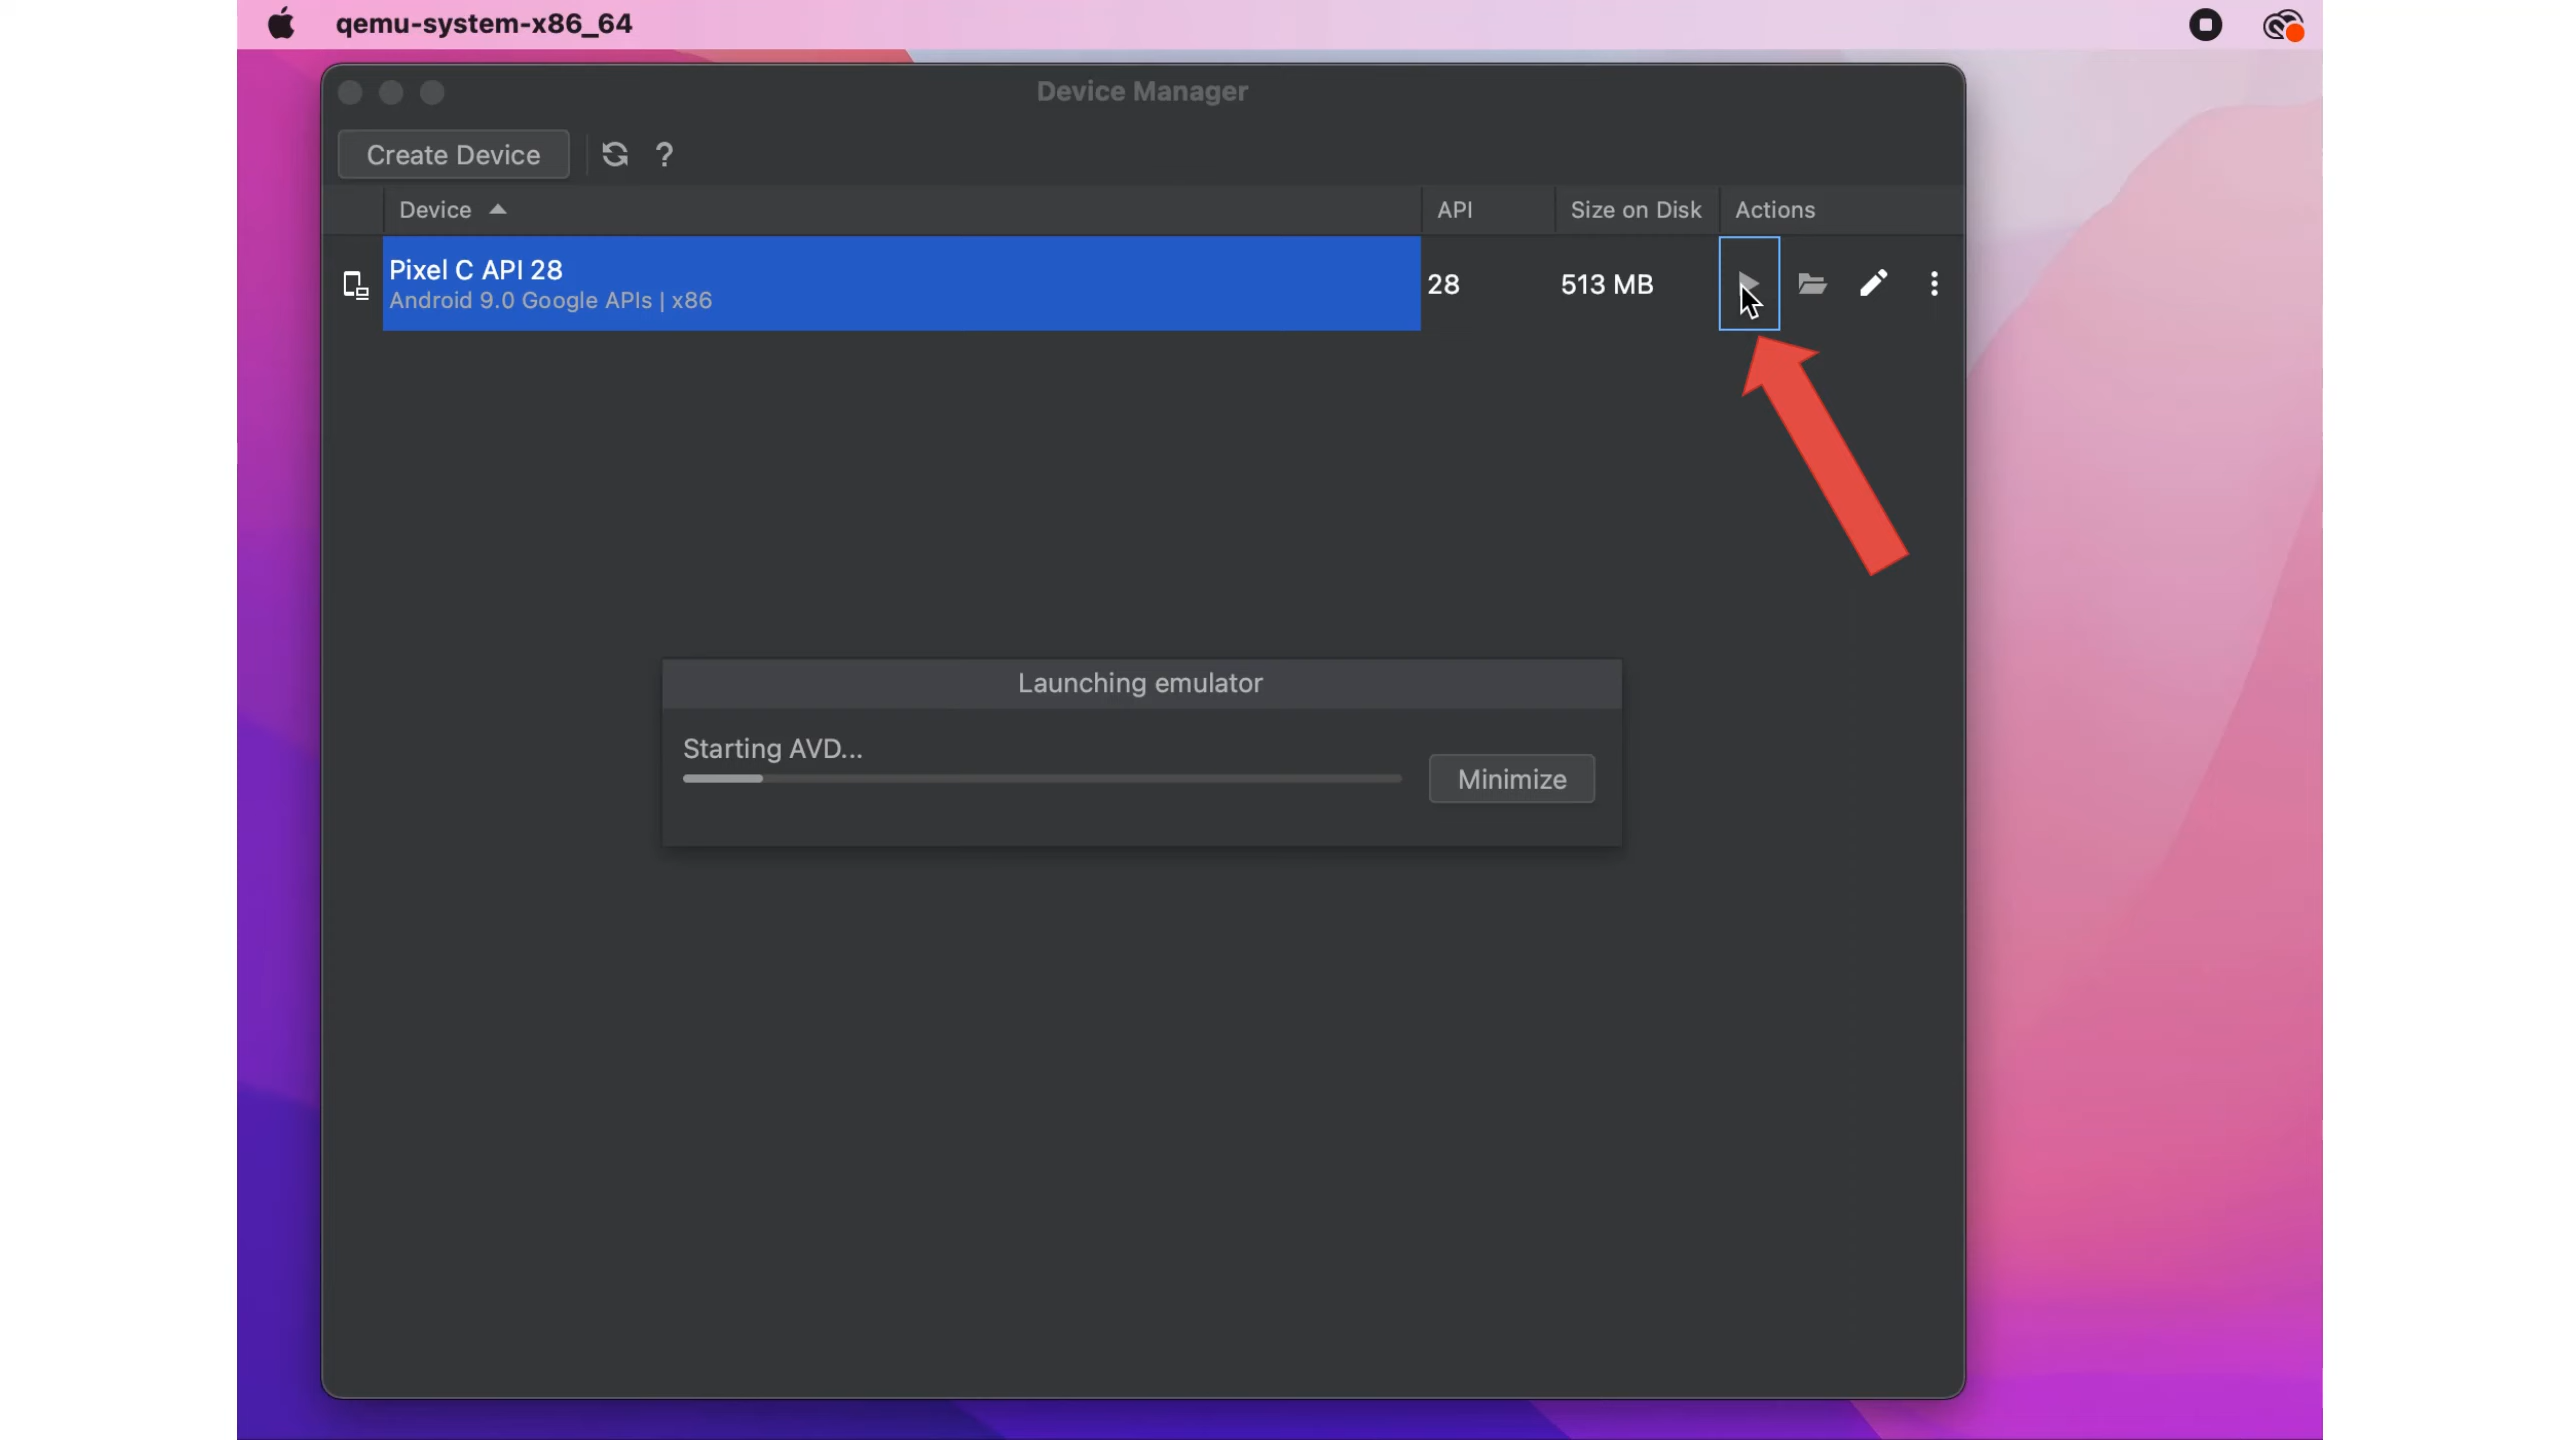 qemu-system-x86_64
Device Manager
Create Device ?
Device API Size on Disk Actions
Pixel C API 28
Android 9.0 Google APIs | x86
28 513 MB
Launching emulator
Starting AVD...
Minimize